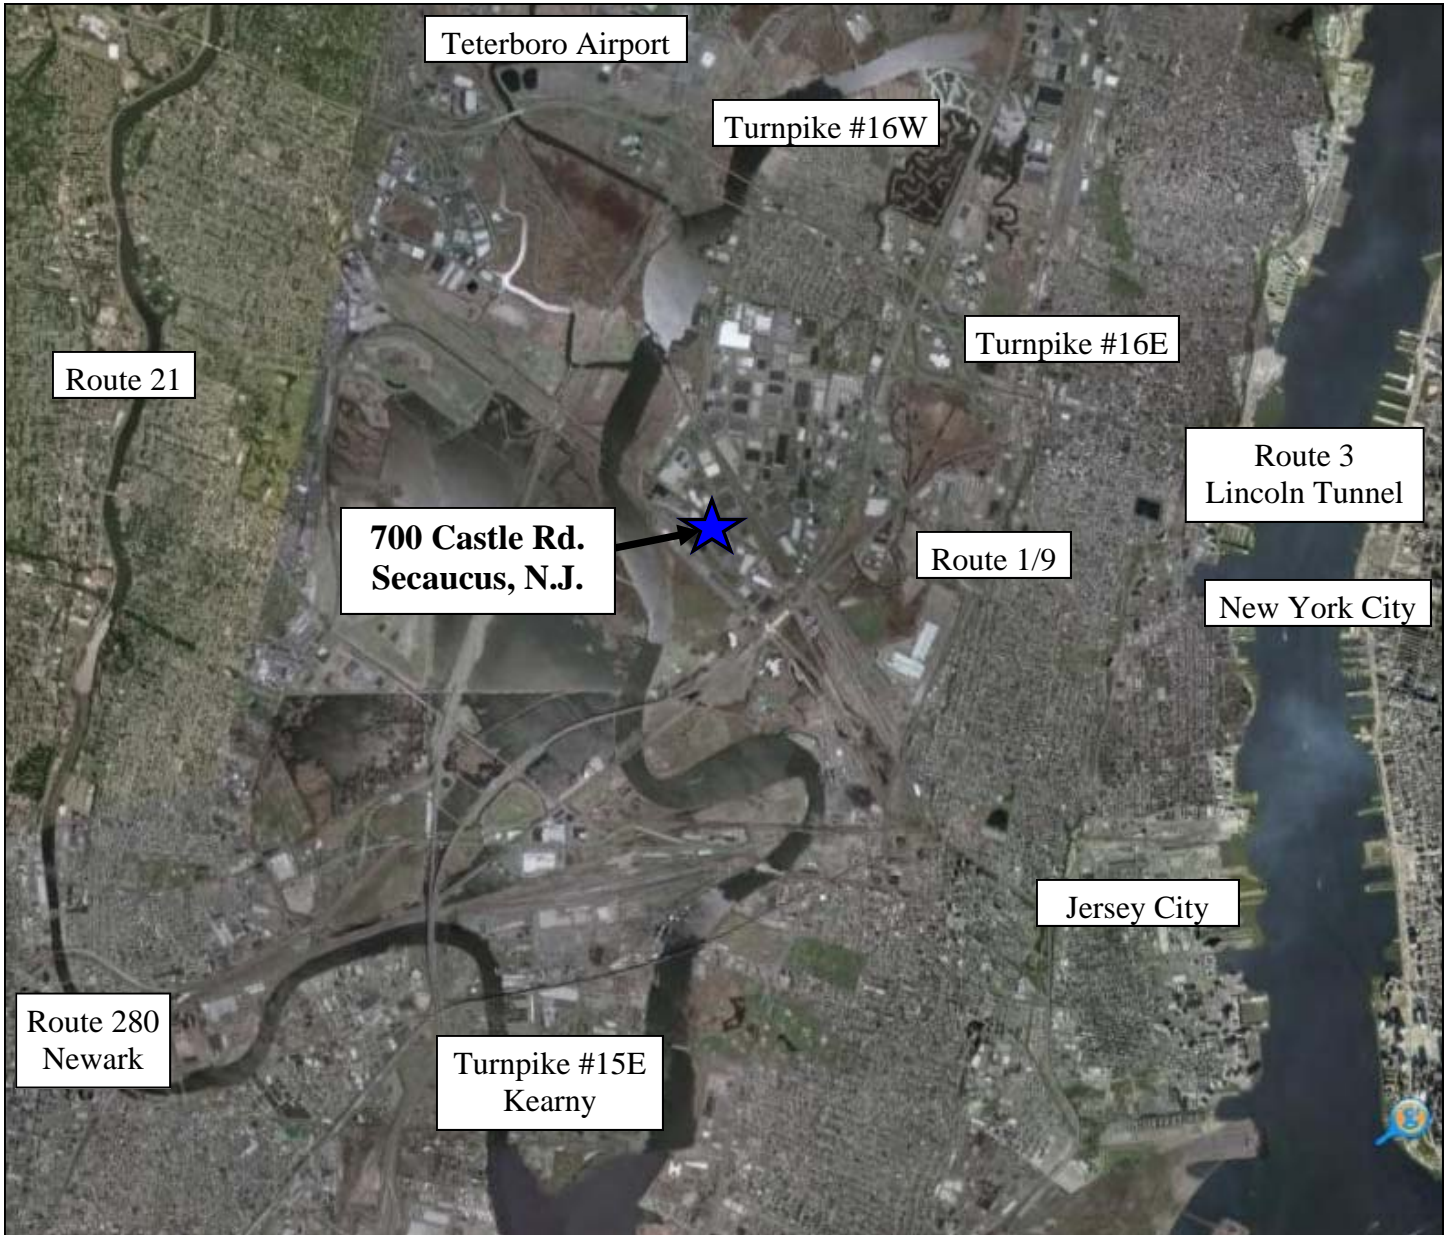 Teterboro Airport
Turnpike #16W
Turnpike #16E
Route 21
Route 3
Lincoln Tunnel
700 Castle Rd.
Secaucus, N.J.
Route 1/9
New York City
Jersey City
Route 280
Newark
Turnpike #15E
Kearny
g